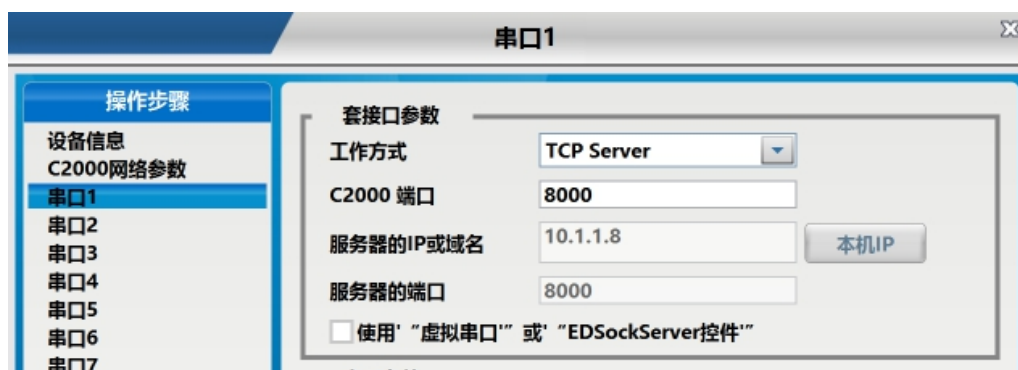 串口1
操作步骤
设备信息
C2000网络参数
串口1
串口2
串口3
串口4
串口5
串口6
串口7
套接口参数
工作方式 TCP Server
C2000 端口 8000
服务器的IP或域名 10.1.1.8 本机IP
服务器的端口 8000
使用' “虚拟串口'” 或' “EDSockServer控件'”